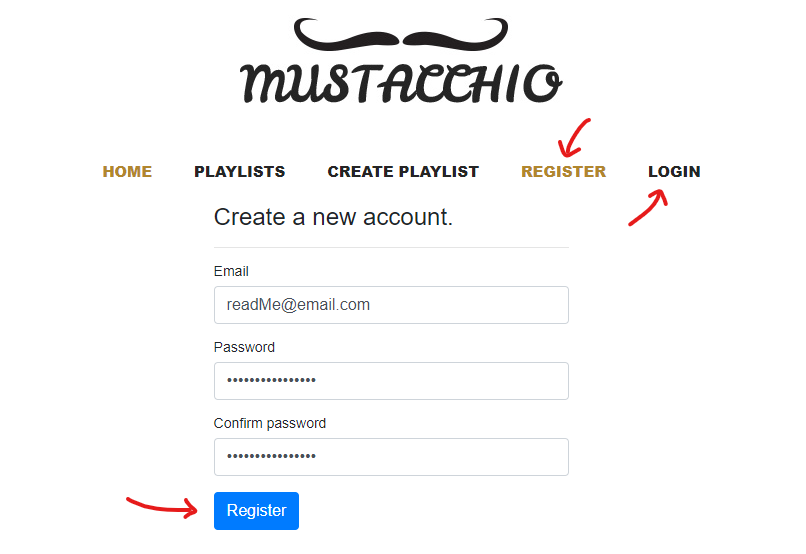 MUSTACCHIO
HOME PLAYLISTS CREATE PLAYLIST REGISTER LOGIN
Create a new account.
Email
readMe@email.com
Password
••••••••••••••••
Confirm password
••••••••••••••••
Register